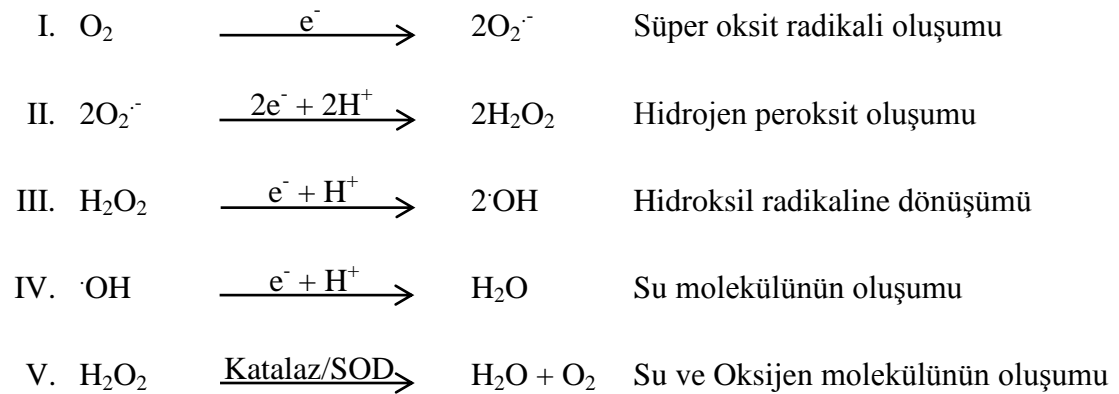 I. O₂ e⁻ 2O₂·⁻ Süper oksit radikali oluşumu
II. 2O₂·⁻ 2e⁻ + 2H⁺ 2H₂O₂ Hidrojen peroksit oluşumu
III. H₂O₂ e⁻ + H⁺ 2·OH Hidroksil radikaline dönüşümü
IV. ·OH e⁻ + H⁺ H₂O Su molekülünün oluşumu
V. H₂O₂ Katalaz/SOD H₂O + O₂ Su ve Oksijen molekülünün oluşumu